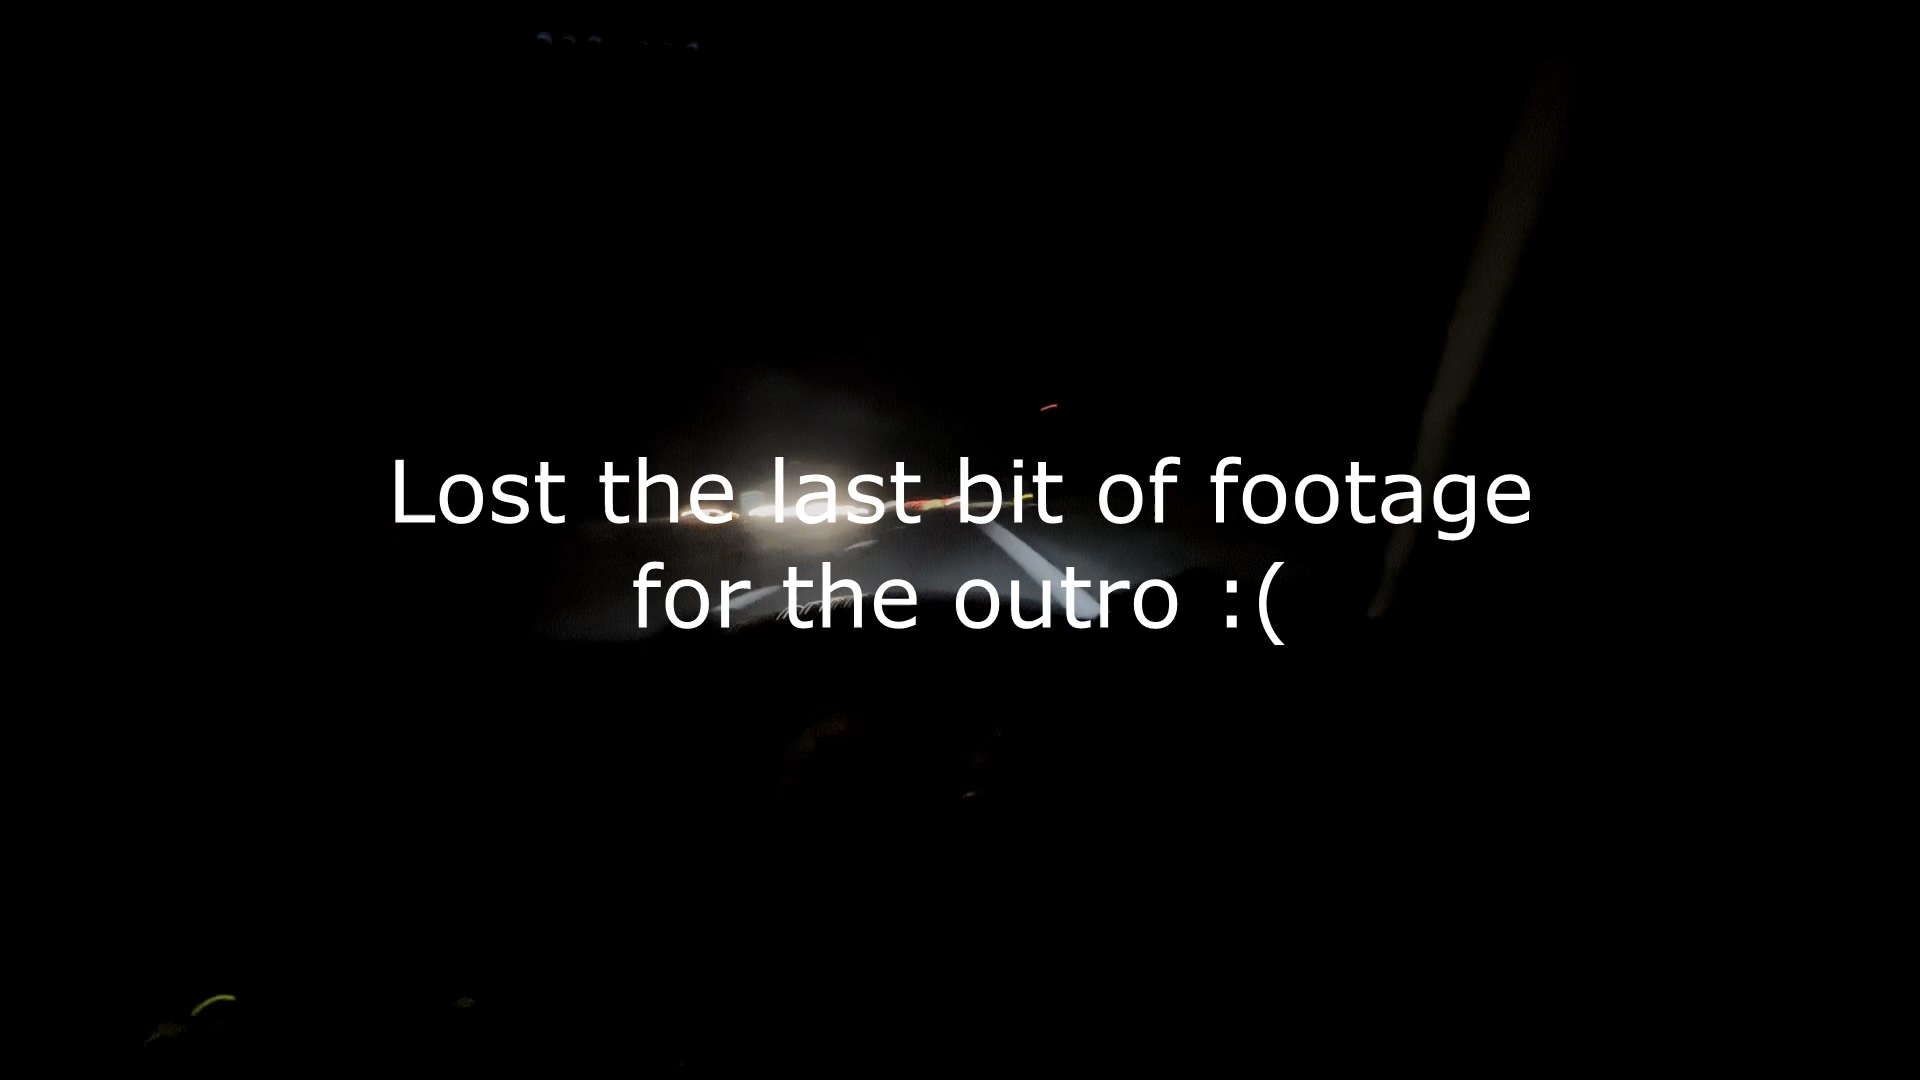 Lost the last bit of footage
for the outro :(